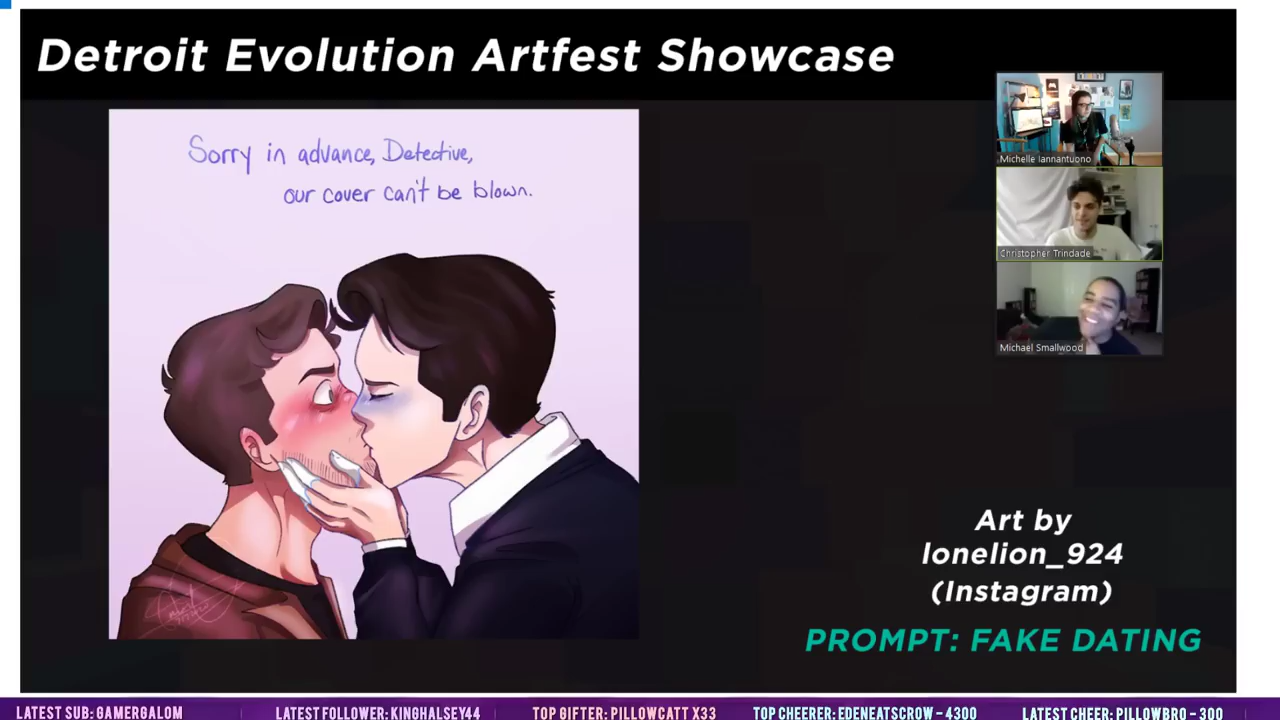 Detroit Evolution Artfest Showcase
Sorry in advance, Detective,
our cover can't be blown.
Michelle Iannantuono
Christopher Trindade
Michael Smallwood
Art by
lonelion_924
(Instagram)
PROMPT: FAKE DATING
LATEST SUB: GAMERGALOM
LATEST FOLLOWER: KINGHALSEY44
TOP GIFTER: PILLOWCATT X33
TOP CHEERER: EDENEATSCROW - 4300
LATEST CHEER: PILLOWBRO - 300